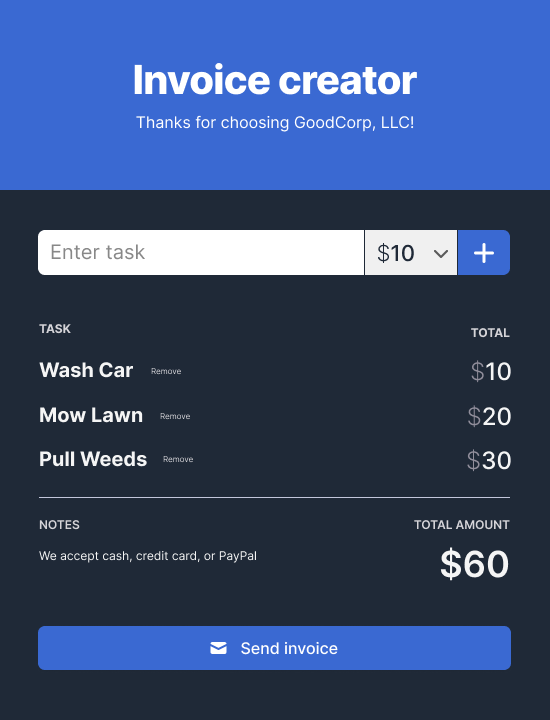 Invoice creator
Thanks for choosing GoodCorp, LLC!
Enter task $10
TASK TOTAL
Wash Car Remove $10
Mow Lawn Remove $20
Pull Weeds Remove $30
NOTES TOTAL AMOUNT
We accept cash, credit card, or PayPal $60
Send invoice